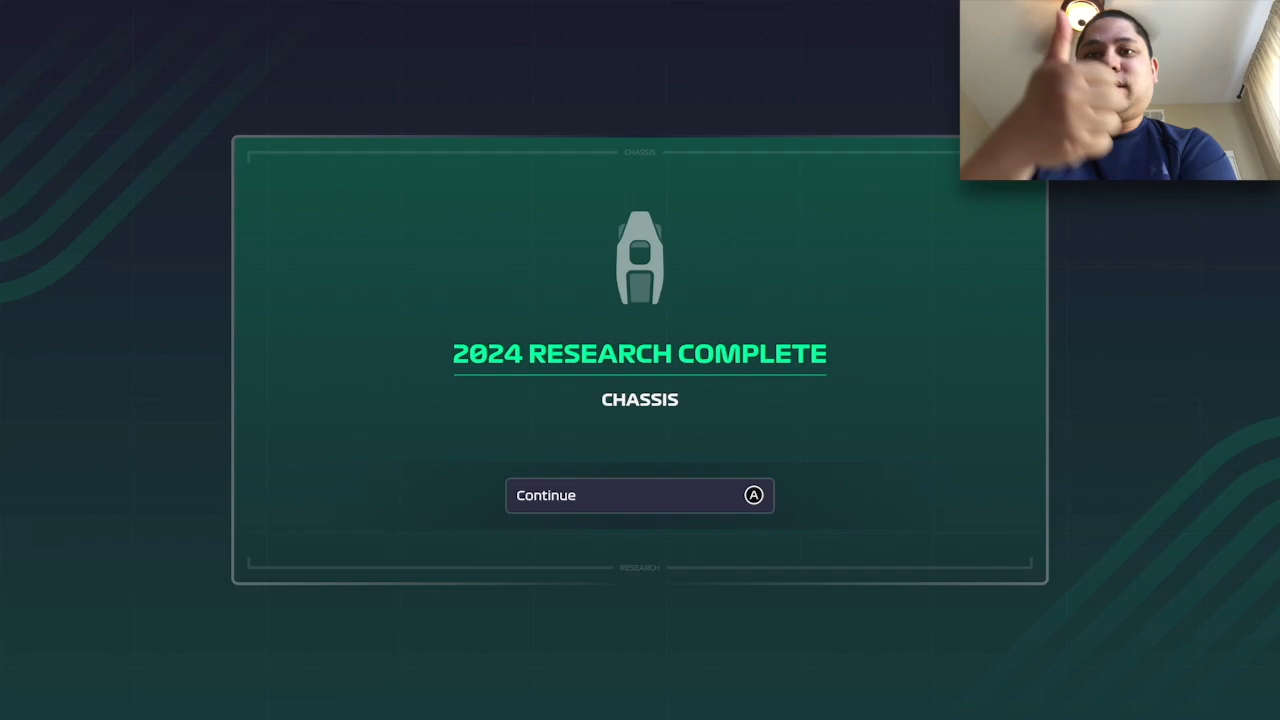 CHASSIS
2024 RESEARCH COMPLETE
CHASSIS
Continue A
RESEARCH